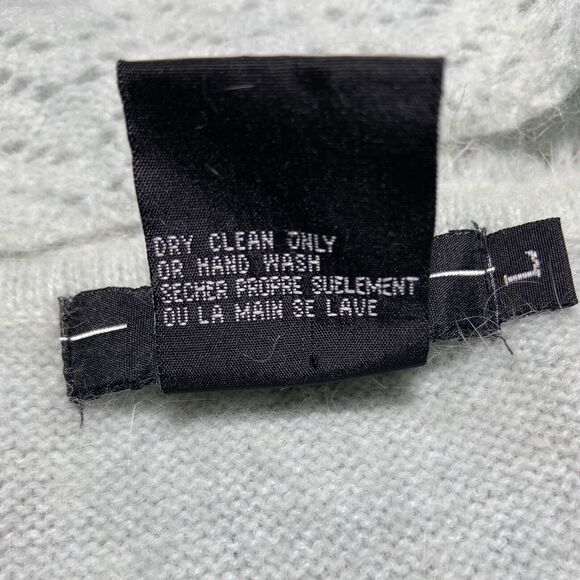 DRY CLEAN ONLY
OR HAND WASH
SECHER PROPRE SUELEMENT
OU LA MAIN SE LAVE
L